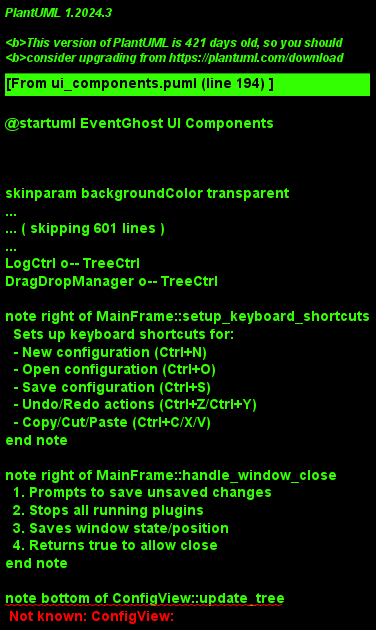 PlantUML 1.2024.3
<b>This version of PlantUML is 421 days old, so you should
<b>consider upgrading from https://plantuml.com/download
[From ui_components.puml (line 194) ]
@startuml EventGhost UI Components
skinparam backgroundColor transparent
...
... ( skipping 601 lines )
...
LogCtrl o-- TreeCtrl
DragDropManager o-- TreeCtrl
note right of MainFrame::setup_keyboard_shortcuts
Sets up keyboard shortcuts for:
- New configuration (Ctrl+N)
- Open configuration (Ctrl+O)
- Save configuration (Ctrl+S)
- Undo/Redo actions (Ctrl+Z/Ctrl+Y)
- Copy/Cut/Paste (Ctrl+C/X/V)
end note
note right of MainFrame::handle_window_close
1. Prompts to save unsaved changes
2. Stops all running plugins
3. Saves window state/position
4. Returns true to allow close
end note
note bottom of ConfigView::update_tree
Not known: ConfigView: